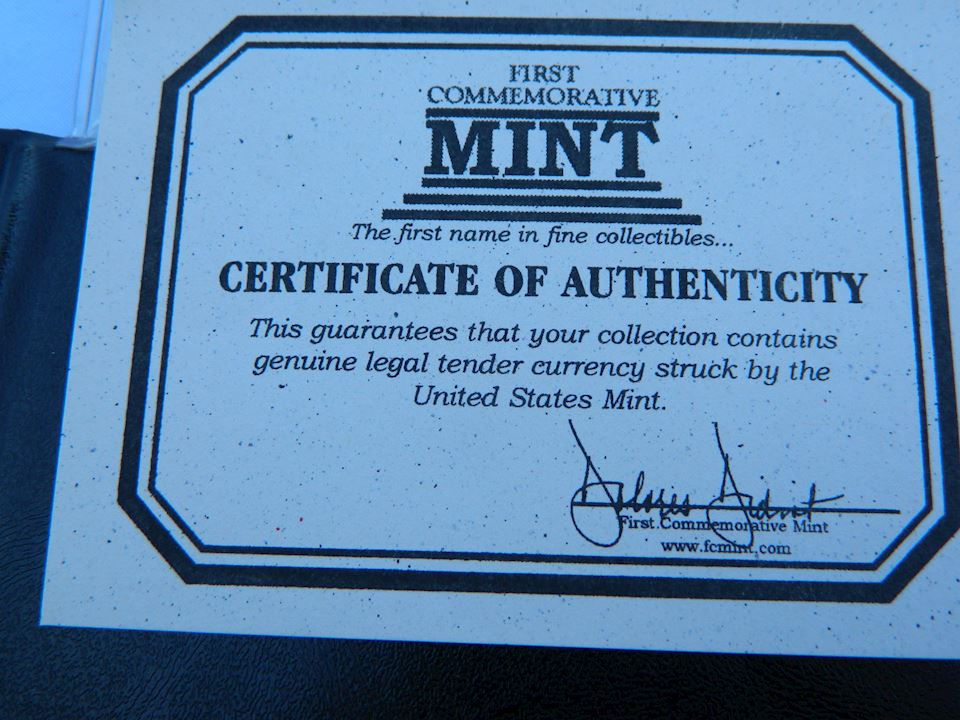 FIRST
COMMEMORATIVE
MINT
The first name in fine collectibles...
CERTIFICATE OF AUTHENTICITY
This guarantees that your collection contains
genuine legal tender currency struck by the
United States Mint.
First Commemorative Mint
www.fcmint.com